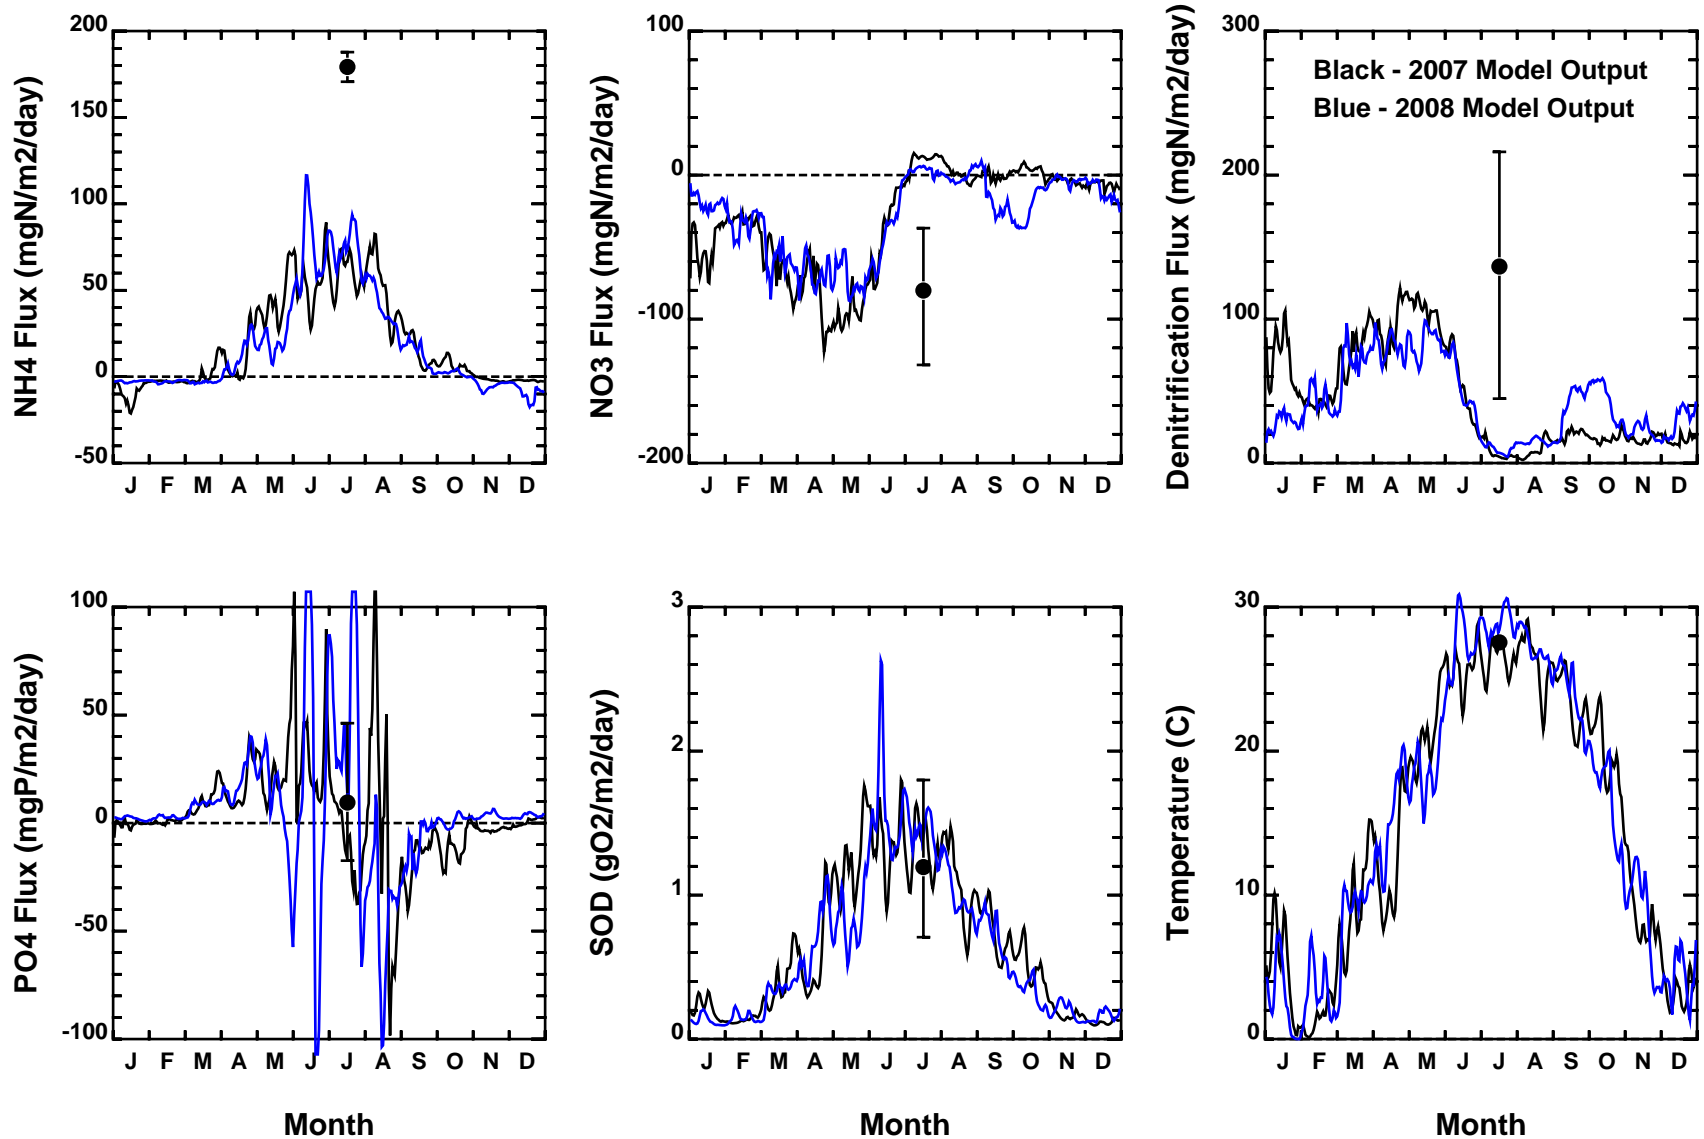 NH4 Flux (mgN/m2/day)
200
150
100
50
0
-50
J F M A M J J A S O N D
NO3 Flux (mgN/m2/day)
100
0
-100
-200
J F M A M J J A S O N D
Denitrification Flux (mgN/m2/day)
300
200
100
0
Black - 2007 Model Output
Blue - 2008 Model Output
J F M A M J J A S O N D
PO4 Flux (mgP/m2/day)
100
50
0
-50
-100
J F M A M J J A S O N D
Month
SOD (gO2/m2/day)
3
2
1
0
J F M A M J J A S O N D
Month
Temperature (C)
30
20
10
0
J F M A M J J A S O N D
Month